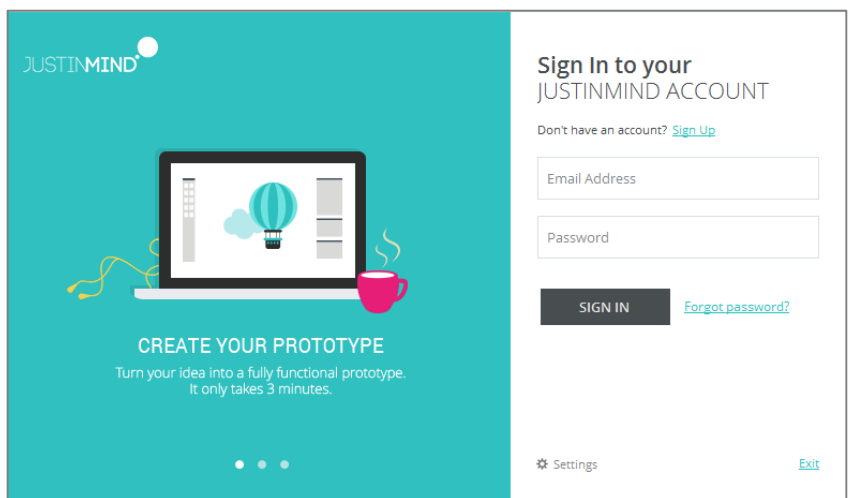 JUSTINMIND
CREATE YOUR PROTOTYPE
Turn your idea into a fully functional prototype.
It only takes 3 minutes.
Sign In to your
JUSTINMIND ACCOUNT
Don't have an account? Sign Up
Email Address
Password
SIGN IN Forgot password?
Settings Exit